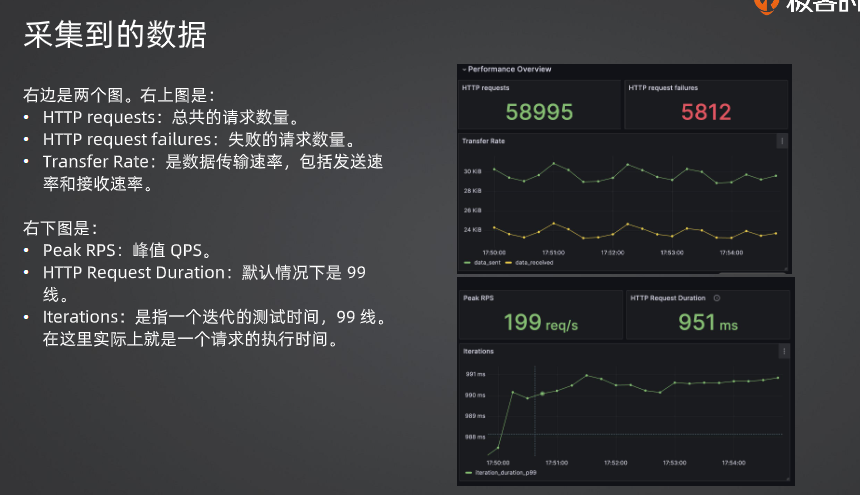 采集到的数据
右边是两个图。右上图是：
• HTTP requests：总共的请求数量。
• HTTP request failures：失败的请求数量。
• Transfer Rate：是数据传输速率，包括发送速
率和接收速率。
右下图是：
• Peak RPS：峰值 QPS。
• HTTP Request Duration：默认情况下是 99
线。
• Iterations：是指一个迭代的测试时间，99 线。
在这里实际上就是一个请求的执行时间。
Performance Overview
HTTP requests
58995
HTTP request failures
5812
Transfer Rate
30 KiB
28 KiB
26 KiB
24 KiB
17:50:00 17:51:00 17:52:00 17:53:00 17:54:00
data_sent data_received
Peak RPS
199 req/s
HTTP Request Duration
951 ms
Iterations
991 ms
990 ms
989 ms
988 ms
17:50:00 17:51:00 17:52:00 17:53:00 17:54:00
iteration_duration_p99